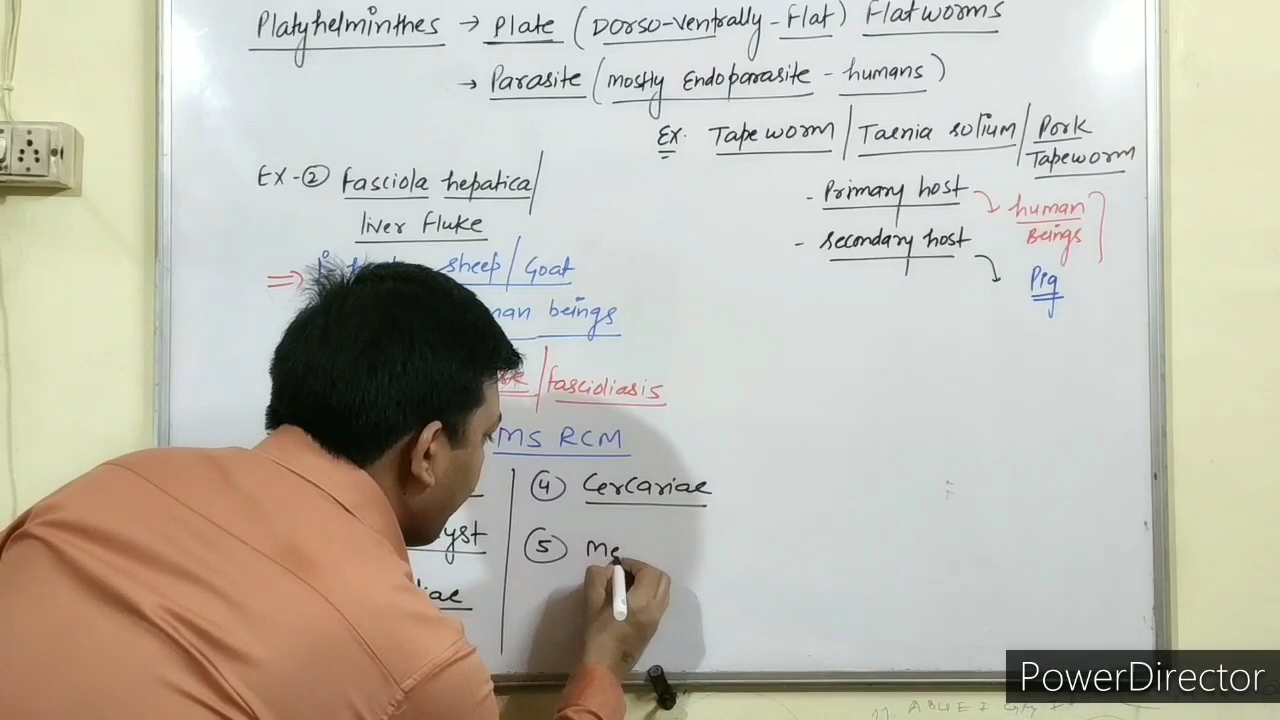 Platyhelminthes → Plate (Dorso-ventrally-flat) Flatworms
→ Parasite (mostly Endoparasite - humans)
Ex. Tapeworm / Taenia solium / Pork
Tapeworm
- Primary host
human
Beings
- secondary host
Pig
EX-② fasciola hepatica/
liver fluke
⇒ sheep / Goat
beings
/ fascioliasis
MS RCM
④ Cercariae
⑤ Me
PowerDirector